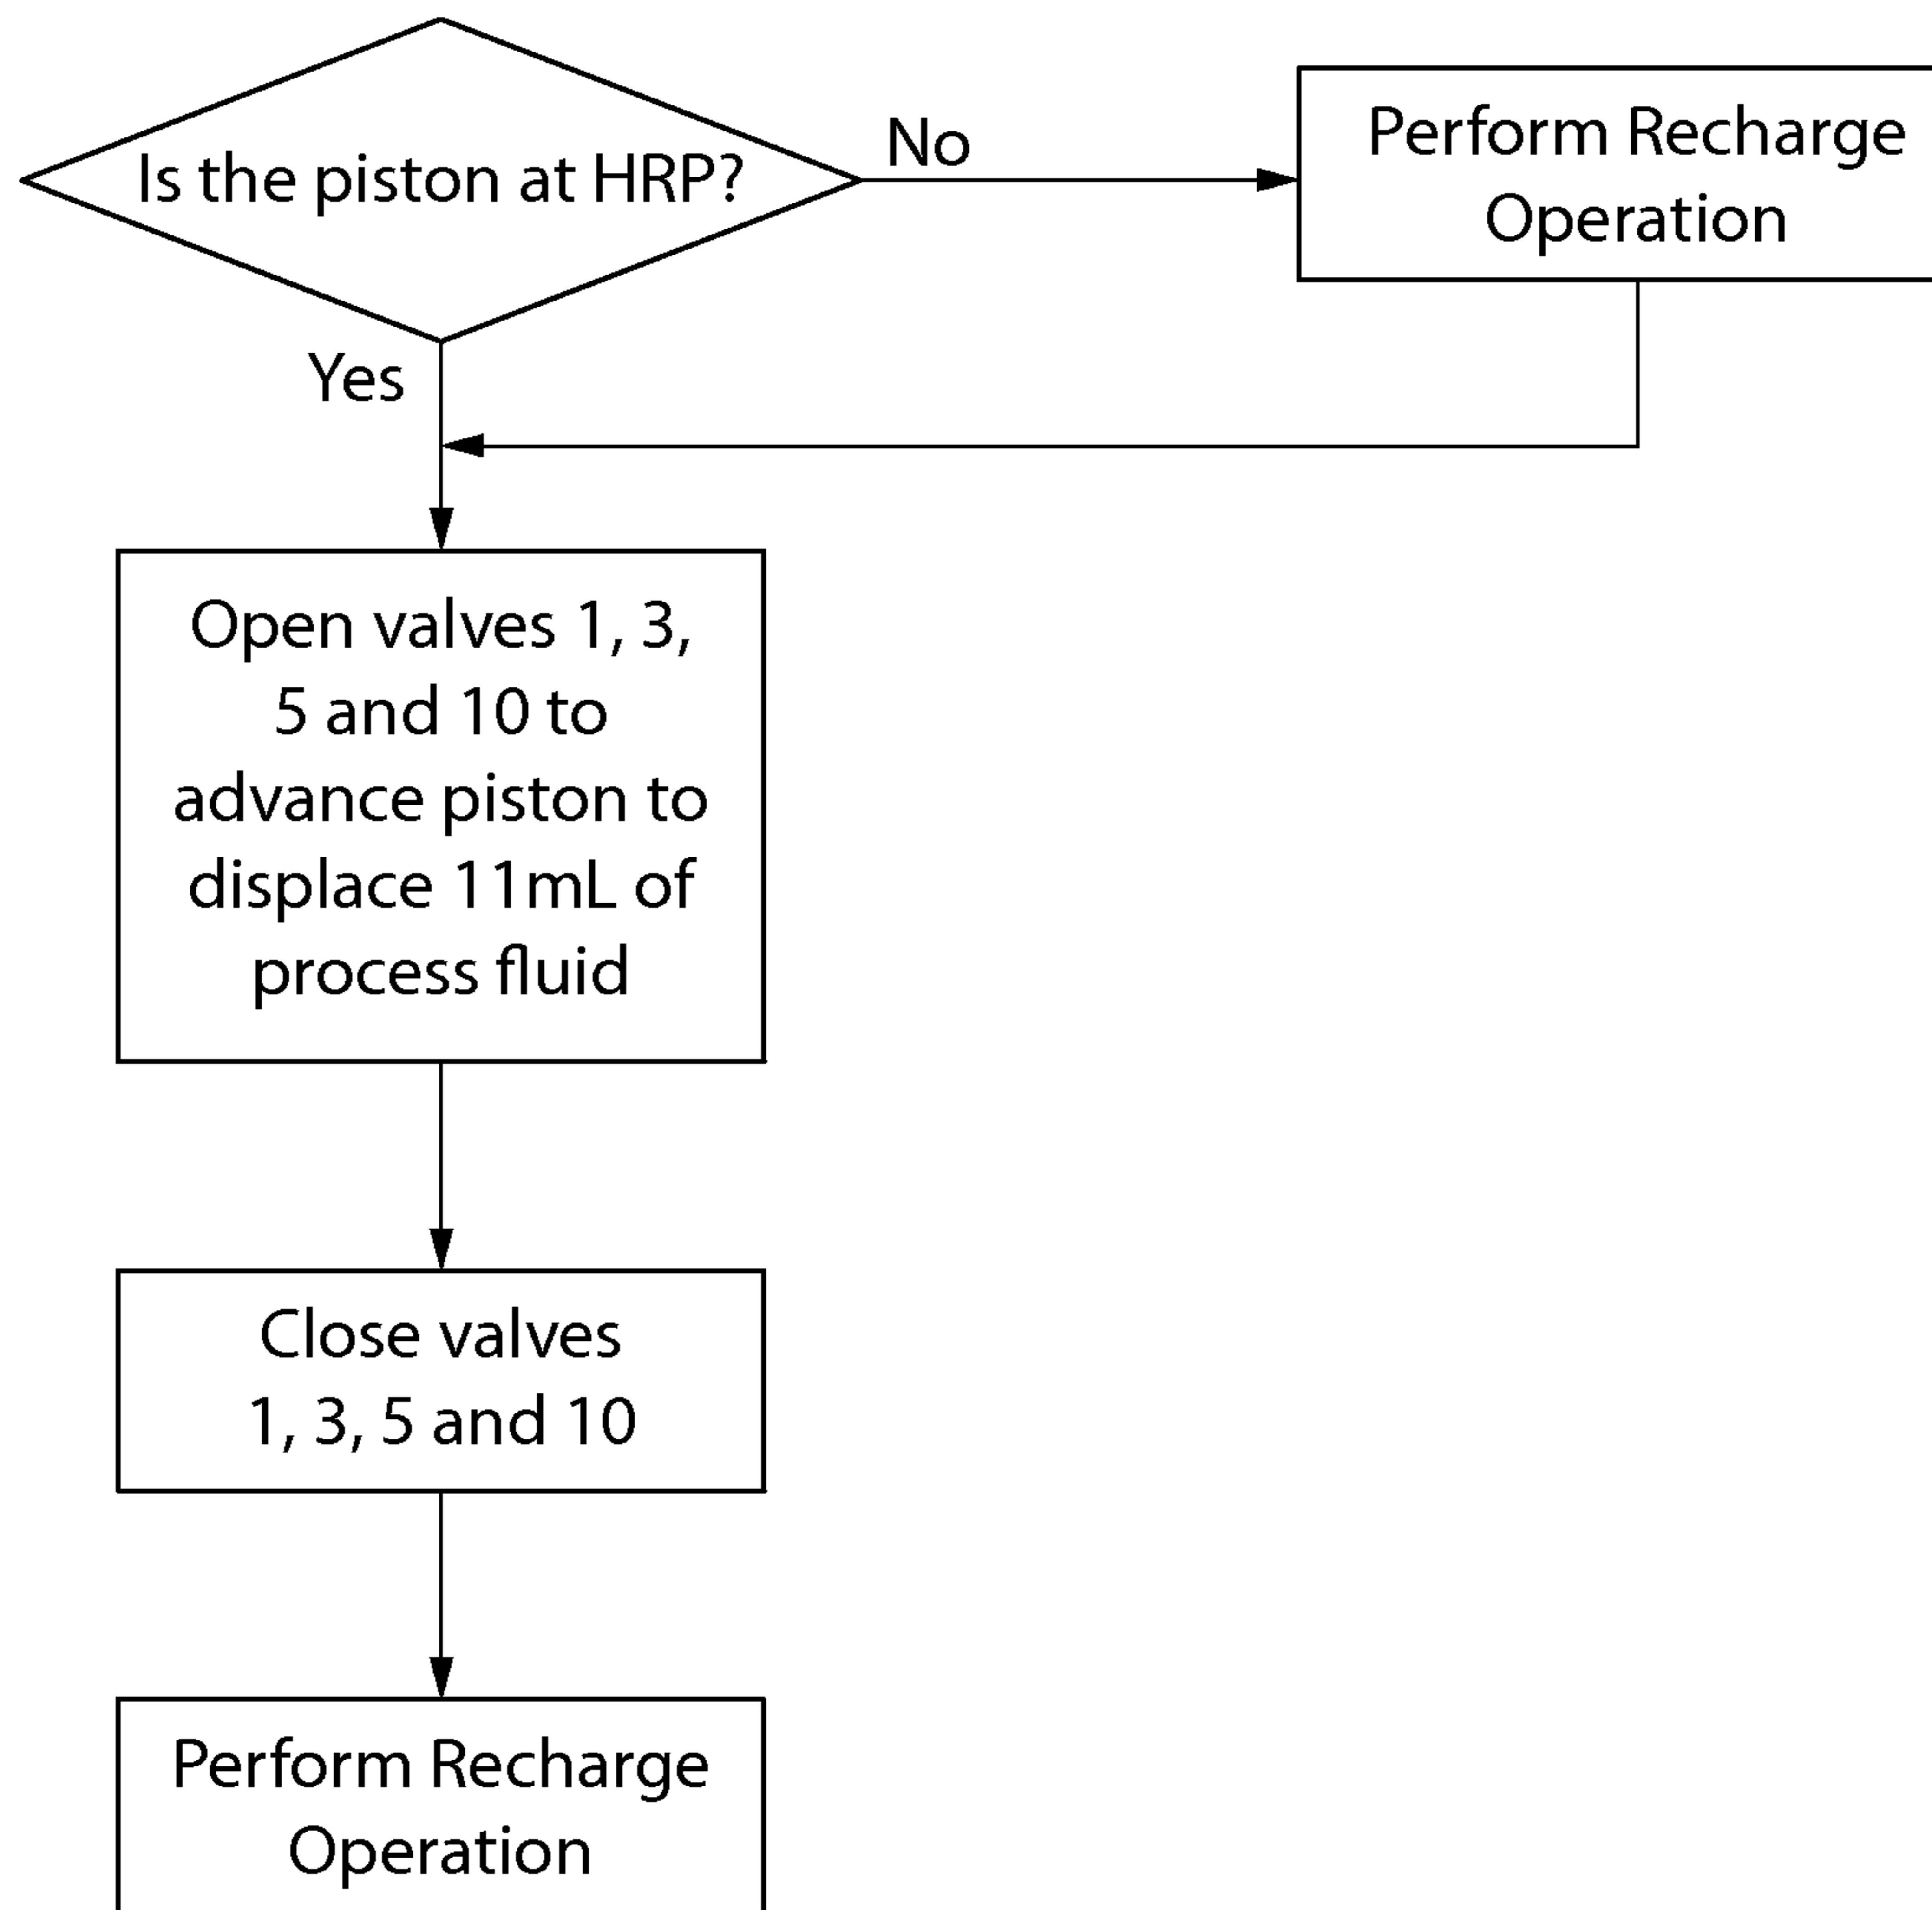 Is the piston at HRP?
No
Perform Recharge
Operation
Yes
Open valves 1, 3,
5 and 10 to
advance piston to
displace 11mL of
process fluid
Close valves
1, 3, 5 and 10
Perform Recharge
Operation